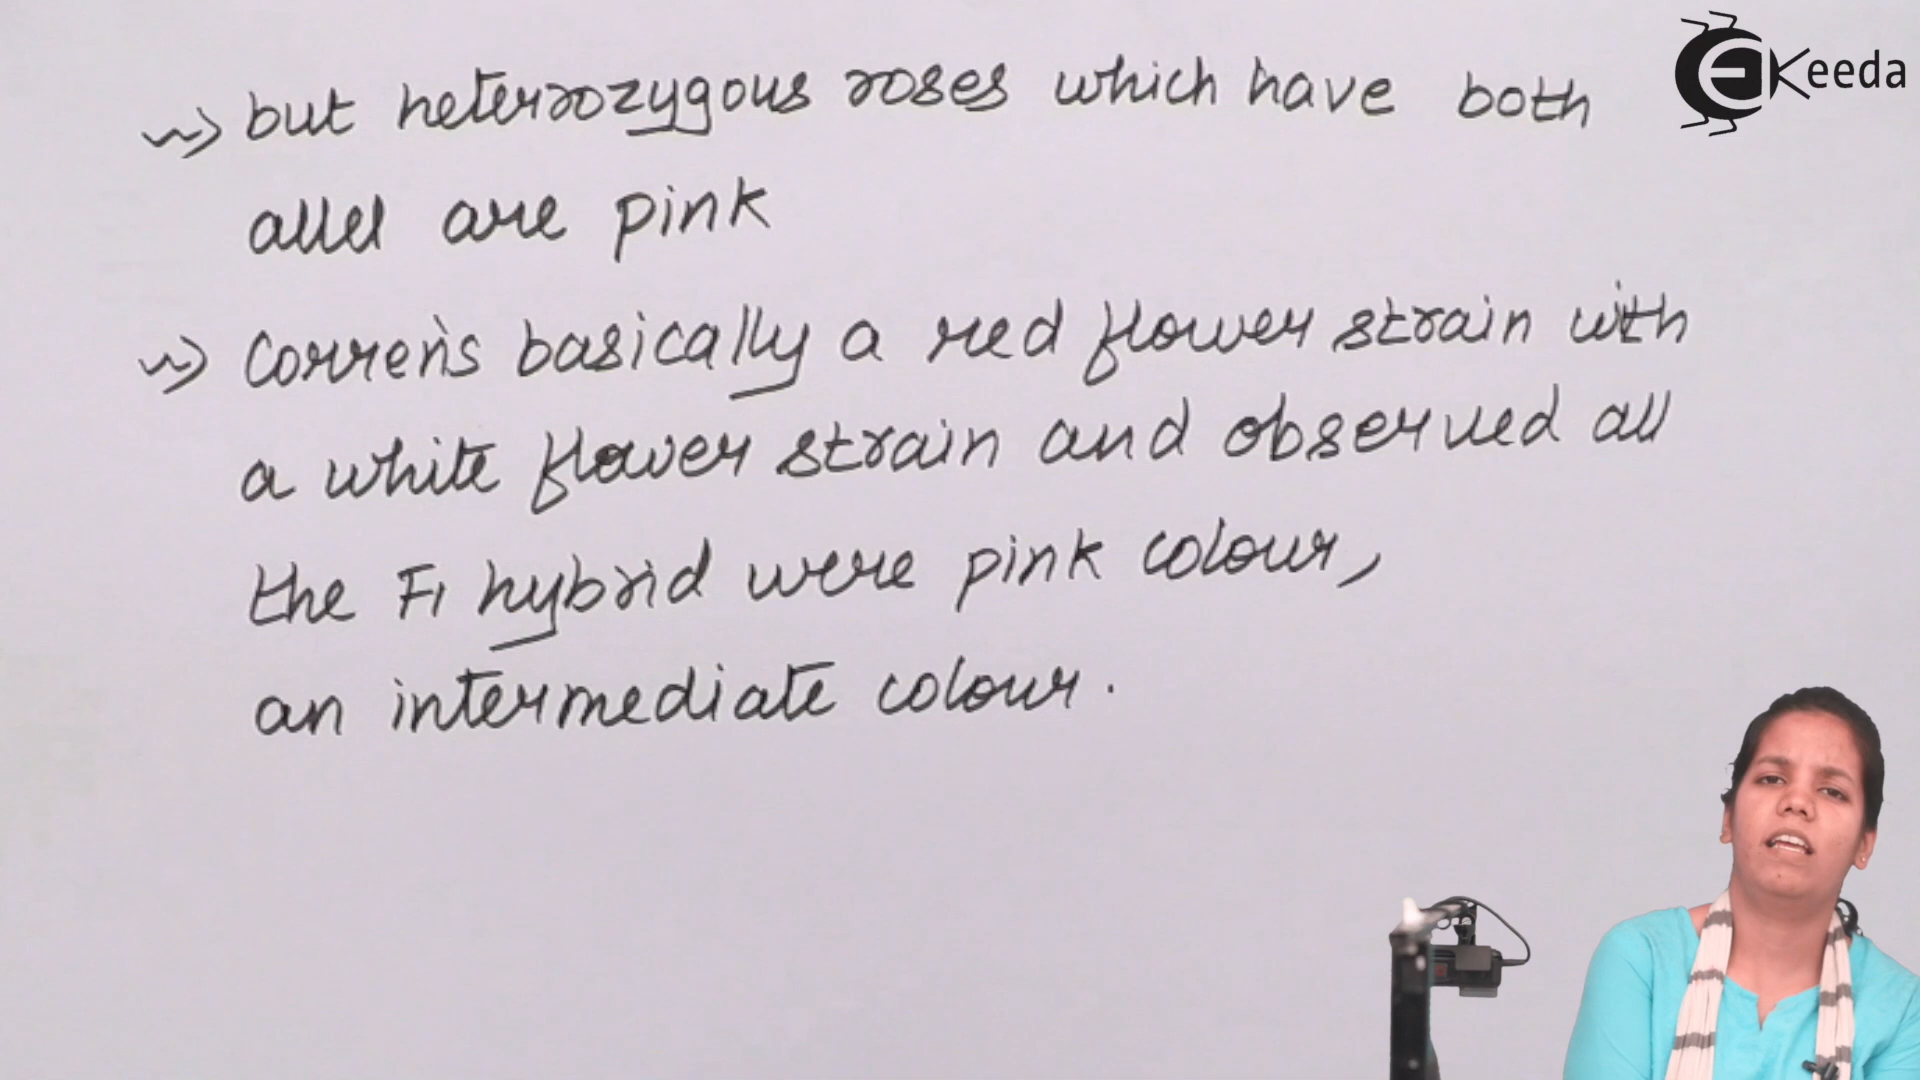 EKeeda
~> but heterozygous roses which have both
allel are pink
~> Corren's basically a red flower strain with
a white flower strain and observed all
the F1 hybrid were pink colour,
an intermediate colour.